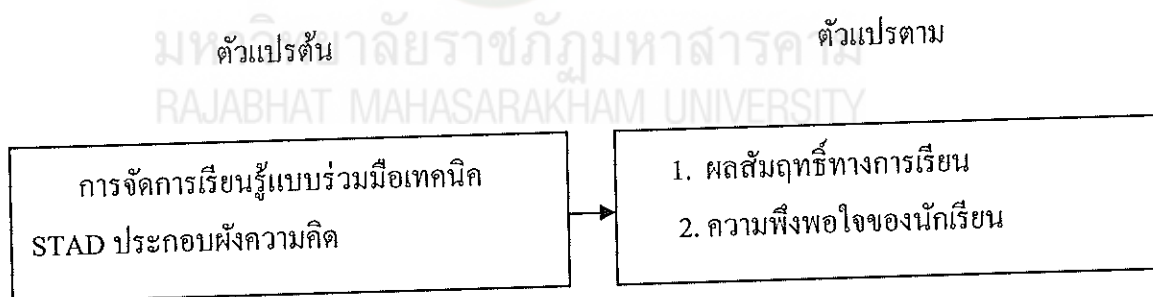 มหาวิทยาลัยราชภัฏมหาสารคาม
RAJABHAT MAHASARAKHAM UNIVERSITY
ตัวแปรต้น
ตัวแปรตาม
การจัดการเรียนรู้แบบร่วมมือเทคนิค
STAD ประกอบผังความคิด
1. ผลสัมฤทธิ์ทางการเรียน
2. ความพึงพอใจของนักเรียน